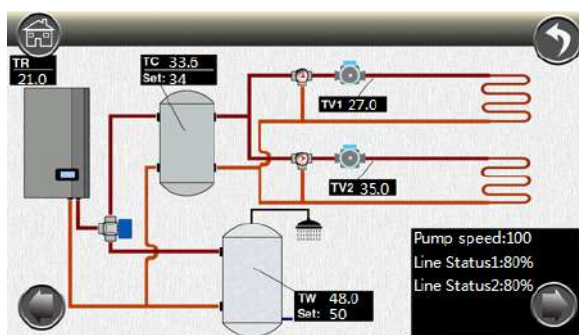 TR
21.0
TC 33.5
Set: 34
TV1 27.0
TV2 35.0
TW 48.0
Set: 50
Pump speed:100
Line Status1:80%
Line Status2:80%